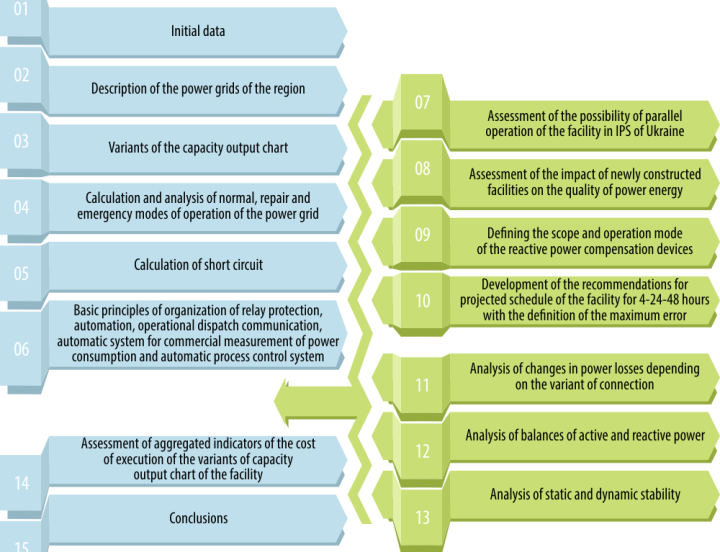 01
Initial data
02
Description of the power grids of the region
03
Variants of the capacity output chart
04
Calculation and analysis of normal, repair and
emergency modes of operation of the power grid
05
Calculation of short circuit
06
Basic principles of organization of relay protection,
automation, operational dispatch communication,
automatic system for commercial measurement of power
consumption and automatic process control system
07
Assessment of the possibility of parallel
operation of the facility in IPS of Ukraine
08
Assessment of the impact of newly constructed
facilities on the quality of power energy
09
Defining the scope and operation mode
of the reactive power compensation devices
10
Development of the recommendations for
projected schedule of the facility for 4-24-48 hours
with the definition of the maximum error
11
Analysis of changes in power losses depending
on the variant of connection
12
Analysis of balances of active and reactive power
13
Analysis of static and dynamic stability
14
Assessment of aggregated indicators of the cost
of execution of the variants of capacity
output chart of the facility
15
Conclusions